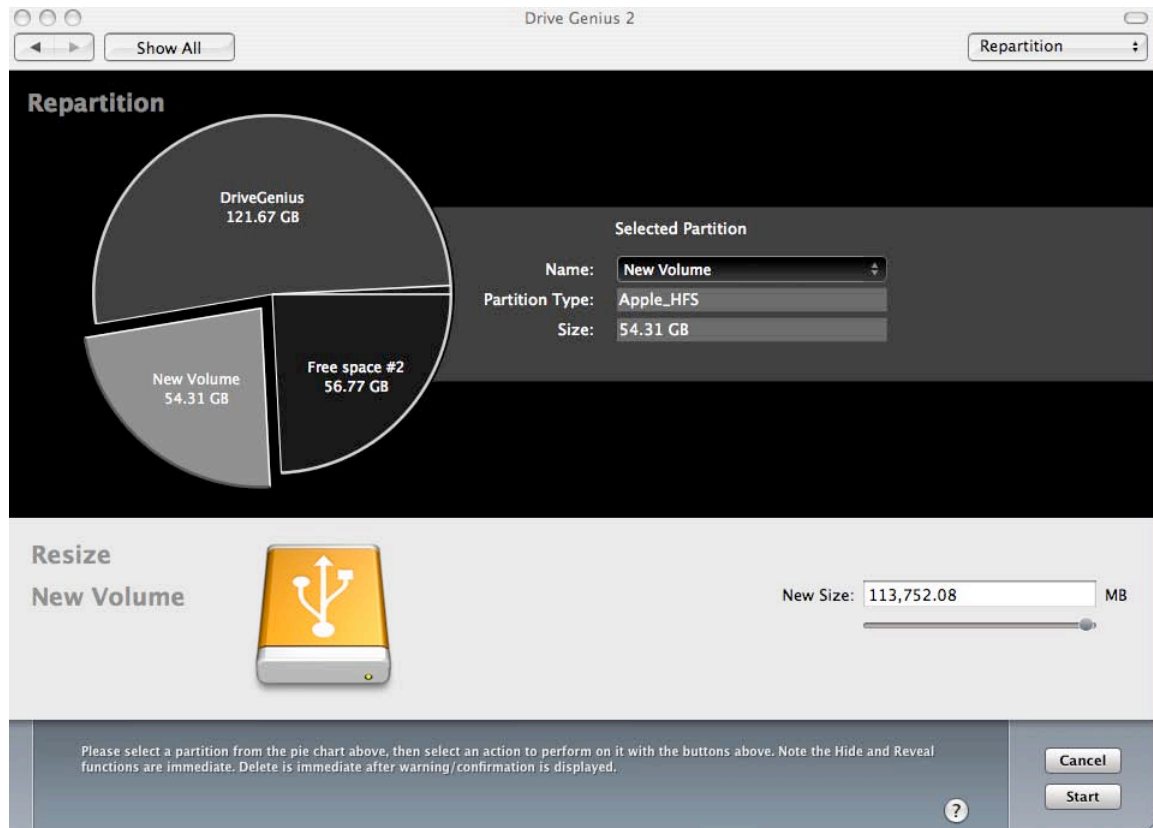 Drive Genius 2
Show All
Repartition
Repartition
DriveGenius
121.67 GB
New Volume
54.31 GB
Free space #2
56.77 GB
Selected Partition
Name: New Volume
Partition Type: Apple_HFS
Size: 54.31 GB
Resize
New Volume
New Size: 113,752.08 MB
Please select a partition from the pie chart above, then select an action to perform on it with the buttons above. Note the Hide and Reveal
functions are immediate. Delete is immediate after warning/confirmation is displayed.
?
Cancel
Start